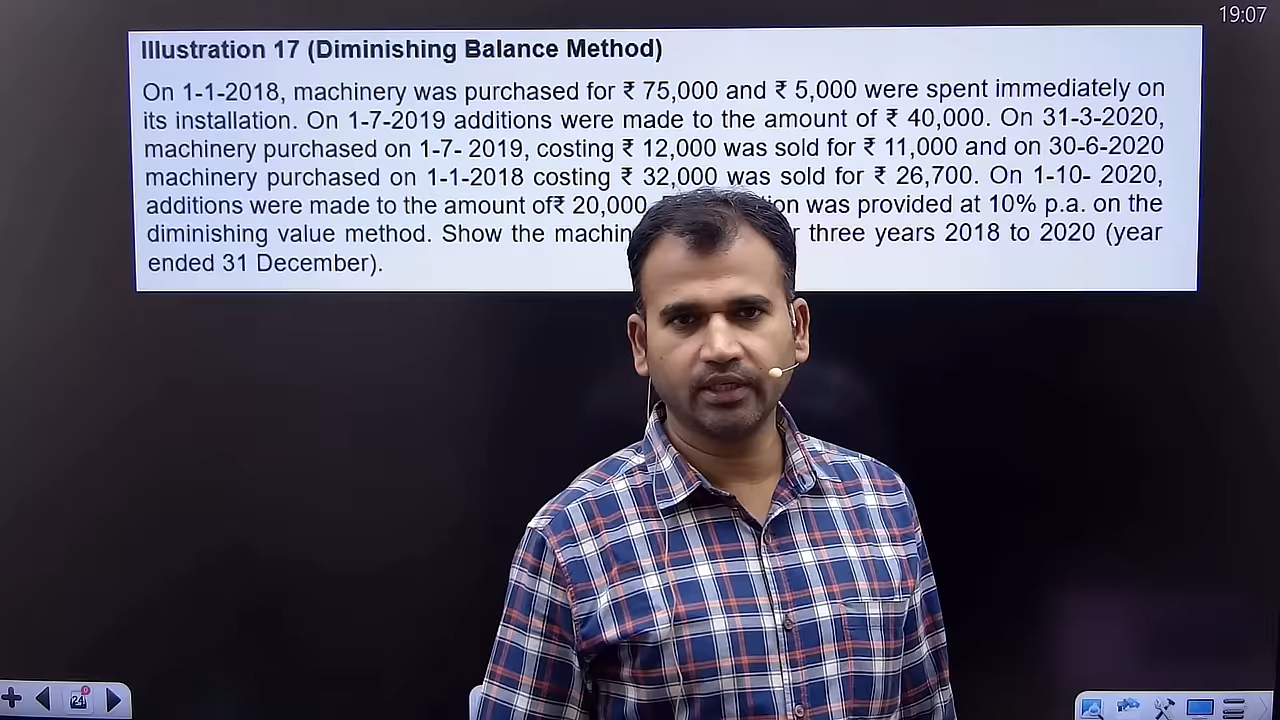 19:07
Illustration 17 (Diminishing Balance Method)
On 1-1-2018, machinery was purchased for ₹ 75,000 and ₹ 5,000 were spent immediately on
its installation. On 1-7-2019 additions were made to the amount of ₹ 40,000. On 31-3-2020,
machinery purchased on 1-7- 2019, costing ₹ 12,000 was sold for ₹ 11,000 and on 30-6-2020
machinery purchased on 1-1-2018 costing ₹ 32,000 was sold for ₹ 26,700. On 1-10- 2020,
additions were made to the amount of₹ 20,000 was provided at 10% p.a. on the
diminishing value method. Show the three years 2018 to 2020 (year
ended 31 December).
24